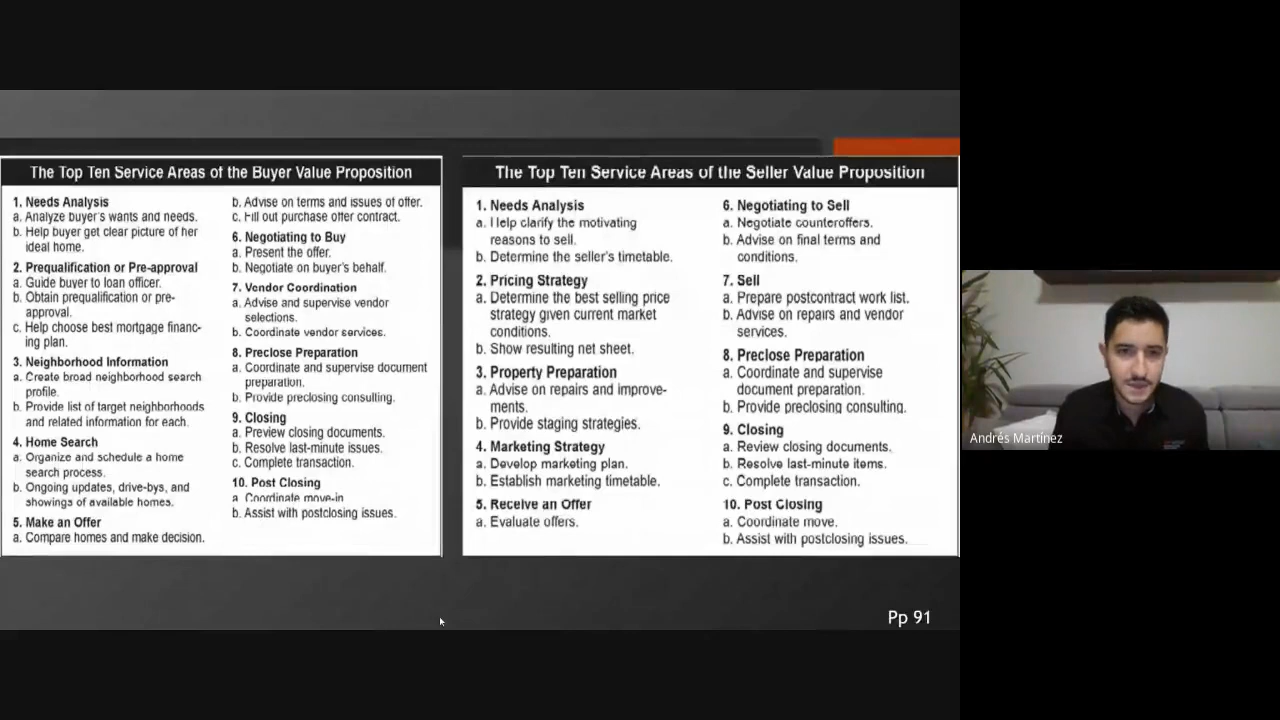 The Top Ten Service Areas of the Buyer Value Proposition
1. Needs Analysis
a. Analyze buyer's wants and needs.
b. Help buyer get clear picture of her
ideal home.
2. Prequalification or Pre-approval
a. Guide buyer to loan officer.
b. Obtain prequalification or pre-
approval.
c. Help choose best mortgage financ-
ing plan.
3. Neighborhood Information
a. Create broad neighborhood search
profile.
b. Provide list of target neighborhoods
and related information for each.
4. Home Search
a. Organize and schedule a home
search process.
b. Ongoing updates, drive-bys, and
showings of available homes.
5. Make an Offer
a. Compare homes and make decision.
b. Advise on terms and issues of offer.
c. Fill out purchase offer contract.
6. Negotiating to Buy
a. Present the offer.
b. Negotiate on buyer's behalf.
7. Vendor Coordination
a. Advise and supervise vendor
selections.
b. Coordinate vendor services.
8. Preclose Preparation
a. Coordinate and supervise document
preparation.
b. Provide preclosing consulting.
9. Closing
a. Preview closing documents.
b. Resolve last-minute issues.
c. Complete transaction.
10. Post Closing
a. Coordinate move-in
b. Assist with postclosing issues.
The Top Ten Service Areas of the Seller Value Proposition
1. Needs Analysis
a. Help clarify the motivating
reasons to sell.
b. Determine the seller's timetable.
2. Pricing Strategy
a. Determine the best selling price
strategy given current market
conditions.
b. Show resulting net sheet.
3. Property Preparation
a. Advise on repairs and improve-
ments.
b. Provide staging strategies.
4. Marketing Strategy
a. Develop marketing plan.
b. Establish marketing timetable.
5. Receive an Offer
a. Evaluate offers.
6. Negotiating to Sell
a. Negotiate counteroffers.
b. Advise on final terms and
conditions.
7. Sell
a. Prepare postcontract work list.
b. Advise on repairs and vendor
services.
8. Preclose Preparation
a. Coordinate and supervise
document preparation.
b. Provide preclosing consulting.
9. Closing
a. Review closing documents.
b. Resolve last-minute items.
c. Complete transaction.
10. Post Closing
a. Coordinate move.
b. Assist with postclosing issues.
Pp 91
Andrés Martínez